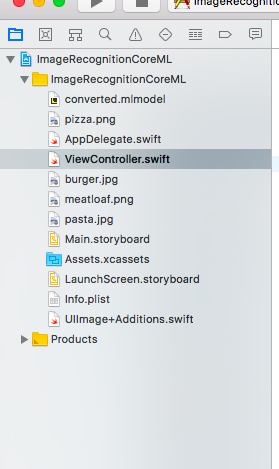 ImageRecognitio
ImageRecognitionCoreML
ImageRecognitionCoreML
converted.mlmodel
pizza.png
AppDelegate.swift
ViewController.swift
burger.jpg
meatloaf.png
pasta.jpg
Main.storyboard
Assets.xcassets
LaunchScreen.storyboard
Info.plist
UIImage+Additions.swift
Products